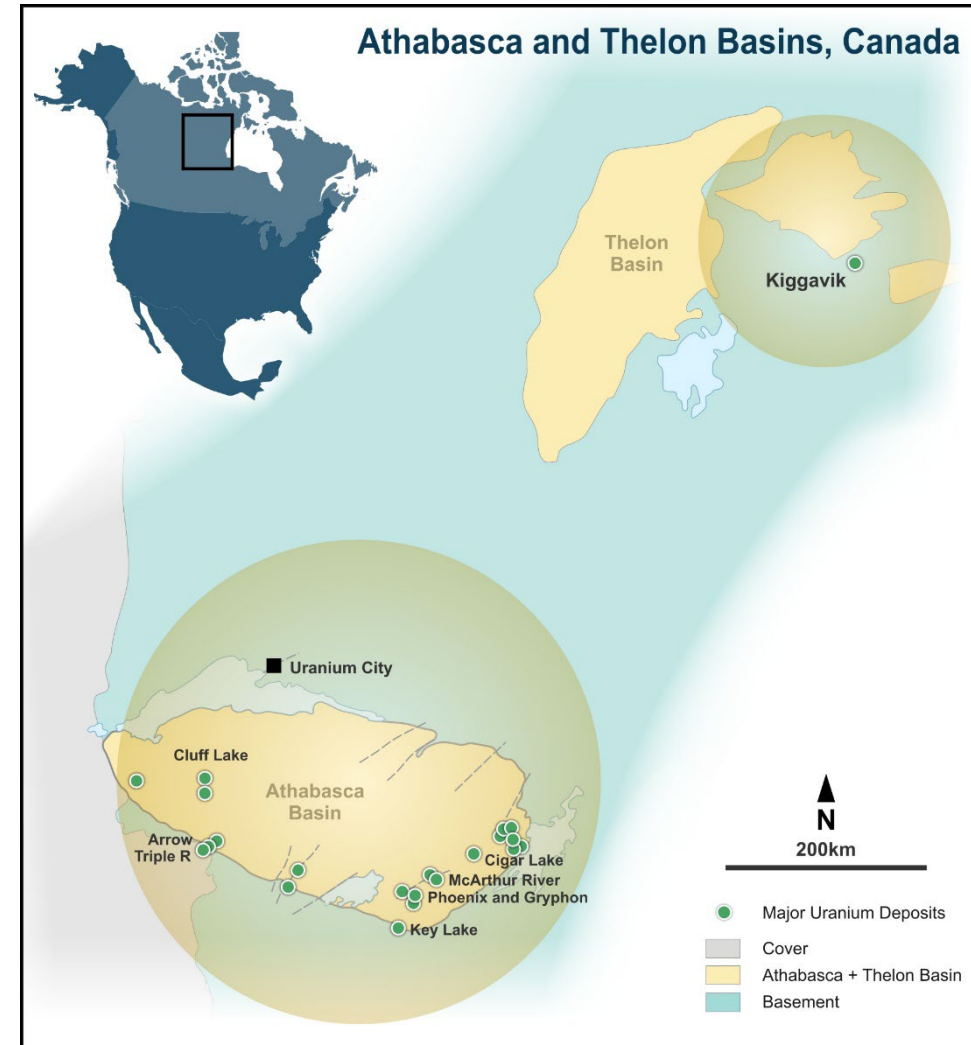 Athabasca and Thelon Basins, Canada
Thelon
Basin
Kiggavik
Uranium City
Cluff Lake
Athabasca
Basin
Arrow
Triple R
Cigar Lake
McArthur River
Phoenix and Gryphon
Key Lake
N
200km
Major Uranium Deposits
Cover
Athabasca + Thelon Basin
Basement